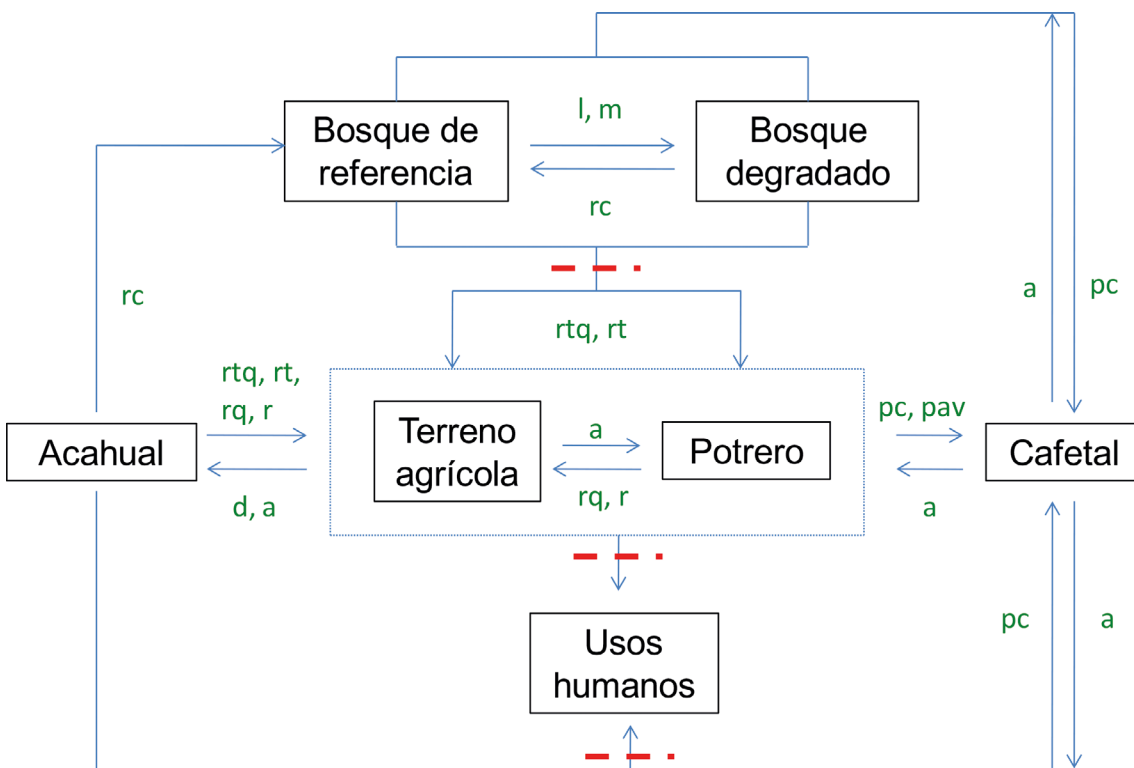 l, m
Bosque de
referencia
Bosque
degradado
rc
rc
a
pc
rtq, rt
rtq, rt,
rq, r
Acahual
d, a
Terreno
agrícola
a
rq, r
Potrero
pc, pav
a
Cafetal
Usos
humanos
pc
a